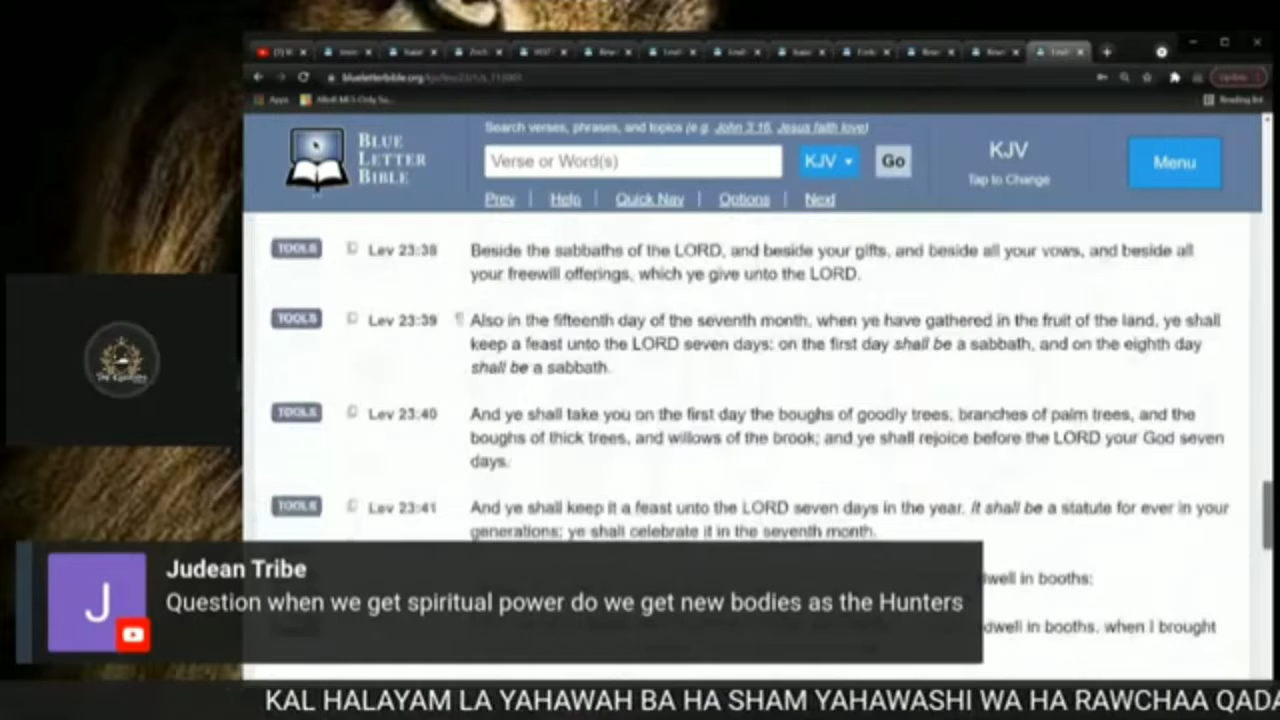 blueletterbible.org
Apps
Reading list
BLUE
LETTER
BIBLE
Search verses, phrases, and topics (e.g. John 3:16, Jesus faith love)
Verse or Word(s)
KJV
Go
KJV
Tap to Change
Menu
Prev | Help | Quick Nav | Options | Next
TOOLS Lev 23:38 Beside the sabbaths of the LORD, and beside your gifts, and beside all your vows, and beside all
your freewill offerings, which ye give unto the LORD.
TOOLS Lev 23:39 ¶ Also in the fifteenth day of the seventh month, when ye have gathered in the fruit of the land, ye shall
keep a feast unto the LORD seven days: on the first day shall be a sabbath, and on the eighth day
shall be a sabbath.
TOOLS Lev 23:40 And ye shall take you on the first day the boughs of goodly trees, branches of palm trees, and the
boughs of thick trees, and willows of the brook; and ye shall rejoice before the LORD your God seven
days.
TOOLS Lev 23:41 And ye shall keep it a feast unto the LORD seven days in the year. It shall be a statute for ever in your
generations: ye shall celebrate it in the seventh month.
dwell in booths:
dwell in booths, when I brought
J
Judean Tribe
Question when we get spiritual power do we get new bodies as the Hunters
KAL HALAYAM LA YAHAWAH BA HA SHAM YAHAWASHI WA HA RAWCHAA QADA